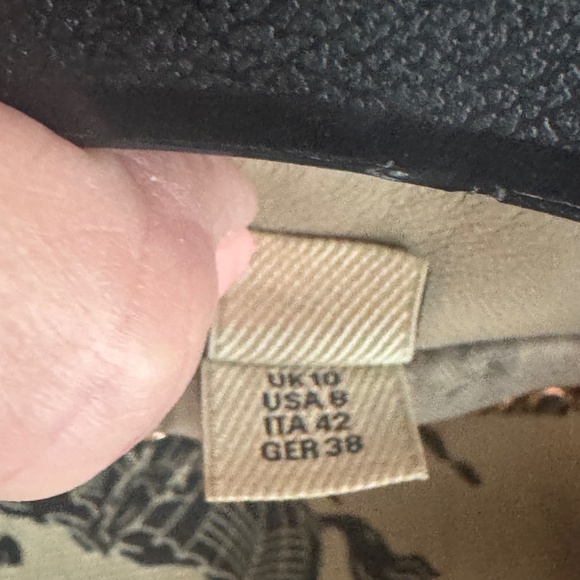 UK 10
USA 8
ITA 42
GER 38